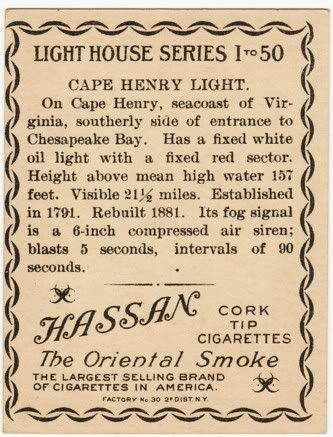 LIGHT HOUSE SERIES 1 TO 50
CAPE HENRY LIGHT.
On Cape Henry, seacoast of Vir-
ginia, southerly side of entrance to
Chesapeake Bay. Has a fixed white
oil light with a fixed red sector.
Height above mean high water 157
feet. Visible 21½ miles. Established
in 1791. Rebuilt 1881. Its fog signal
is a 6-inch compressed air siren;
blasts 5 seconds, intervals of 90
seconds.
HASSAN
CORK
TIP
CIGARETTES
The Oriental Smoke
THE LARGEST SELLING BRAND
OF CIGARETTES IN AMERICA.
FACTORY No. 30 2D DIST. N.Y.